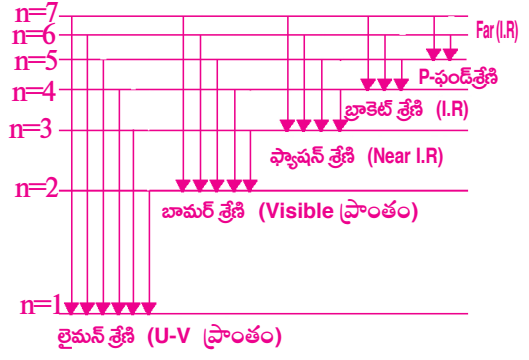 n=7
n=6
Far (I.R)
n=5
P-ఫండ్‌శ్రేణి
n=4
బ్రాకెట్ శ్రేణి (I.R)
n=3
ఫ్యాషన్ శ్రేణి (Near I.R)
n=2
బామర్ శ్రేణి (Visible ప్రాంతం)
n=1
లైమన్ శ్రేణి (U-V ప్రాంతం)